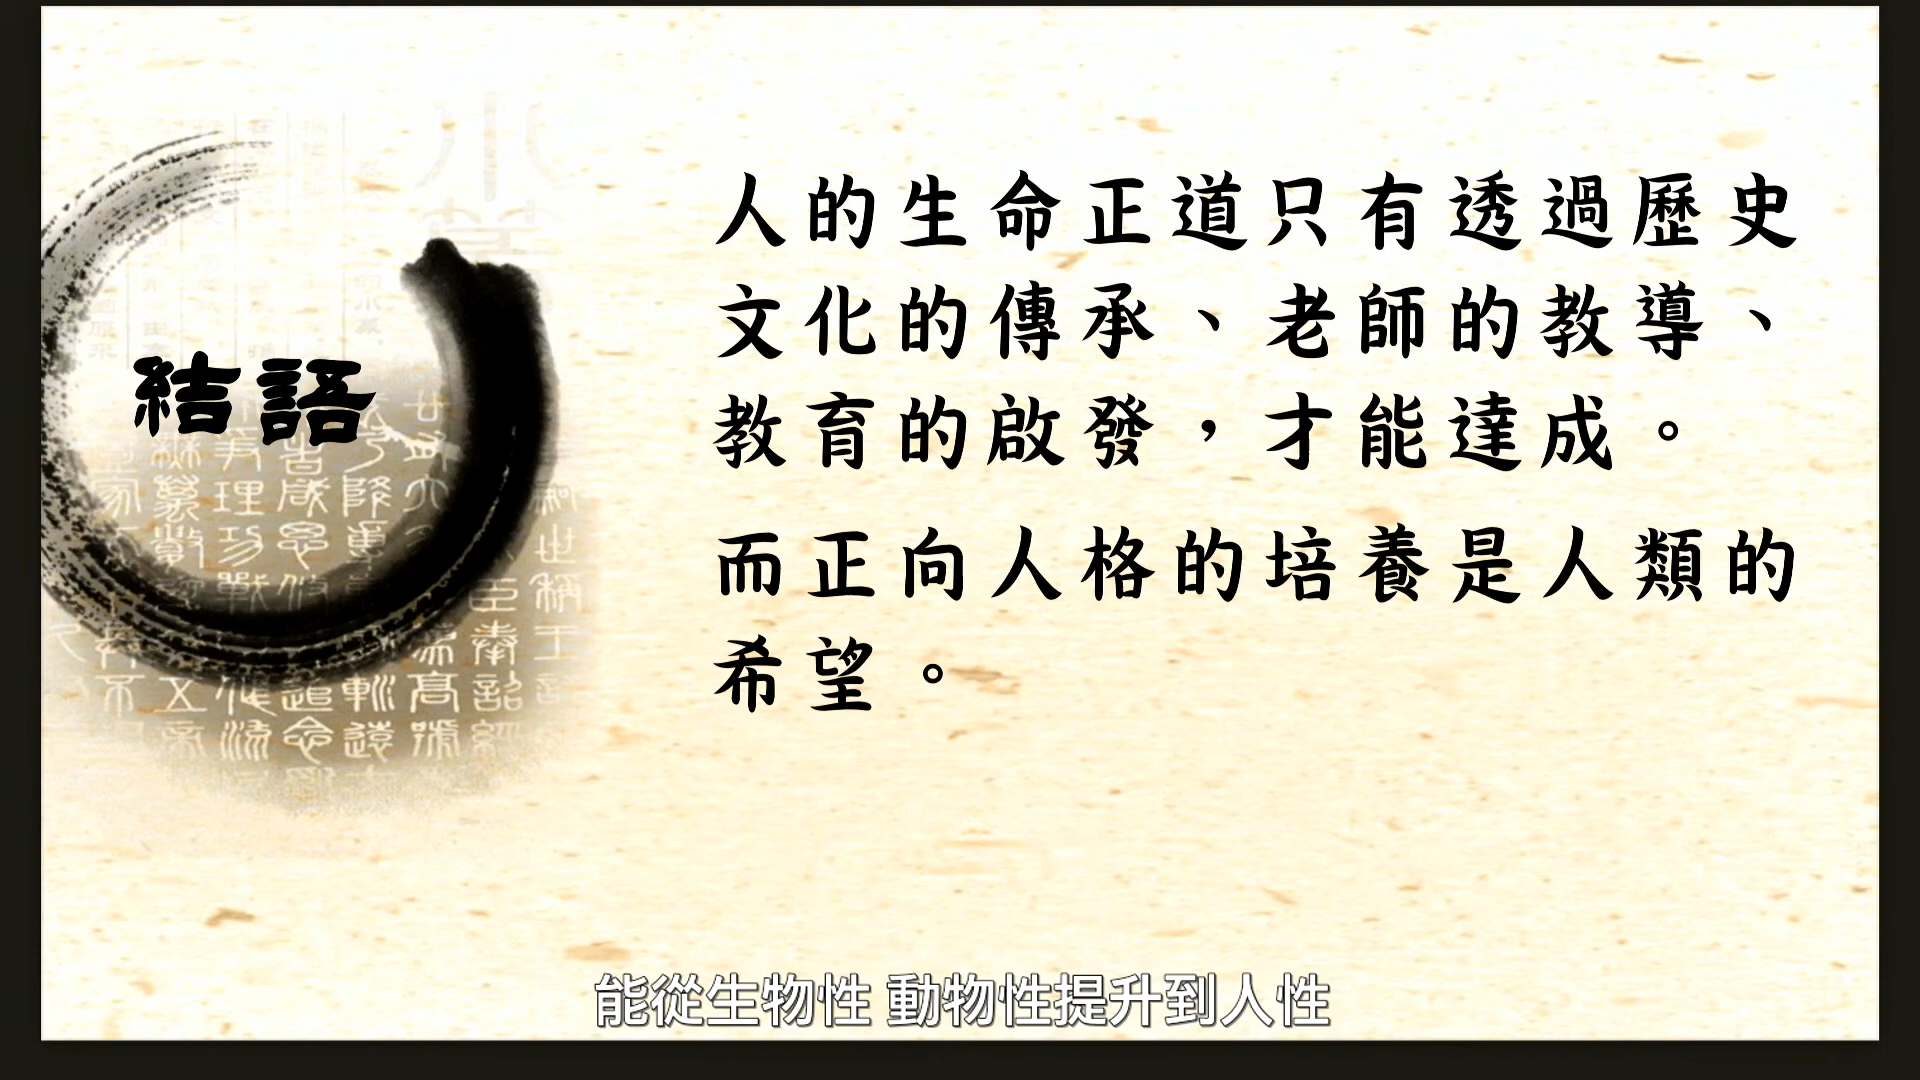 結語
人的生命正道只有透過歷史
文化的傳承、老師的教導、
教育的啟發，才能達成。
而正向人格的培養是人類的
希望。
能從生物性 動物性提升到人性